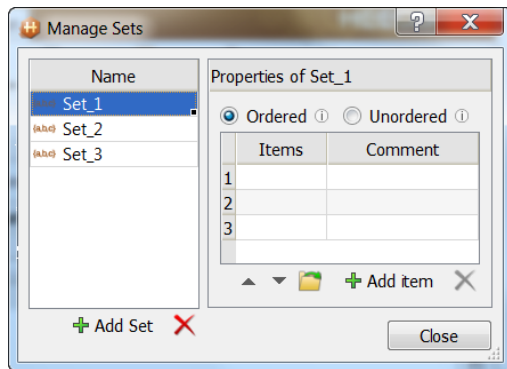 Manage Sets
?
X
Name
Set_1
{a,b,c} Set_2
{a,b,c} Set_3
Add Set
Properties of Set_1
Ordered
Unordered
Items Comment
1
2
3
Add item
Close